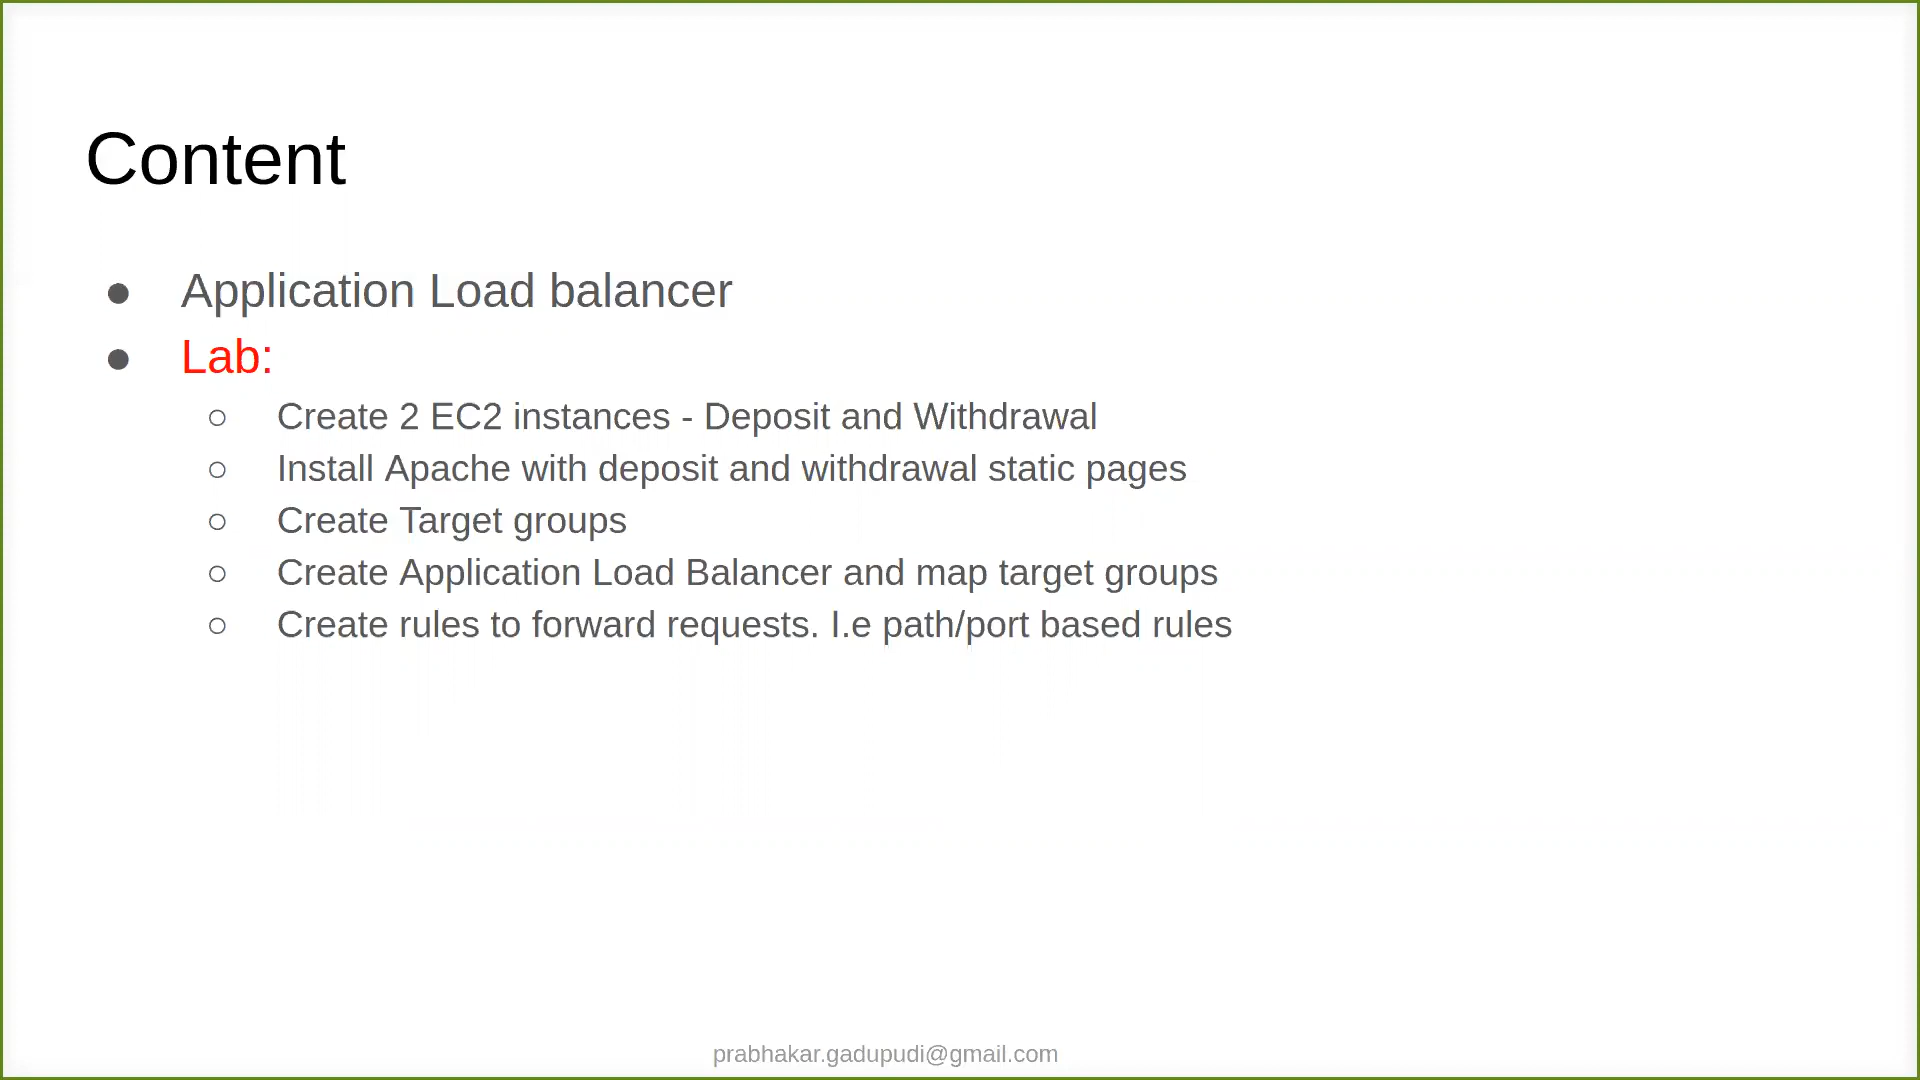 Content
● Application Load balancer
● Lab:
○ Create 2 EC2 instances - Deposit and Withdrawal
○ Install Apache with deposit and withdrawal static pages
○ Create Target groups
○ Create Application Load Balancer and map target groups
○ Create rules to forward requests. I.e path/port based rules
prabhakar.gadupudi@gmail.com